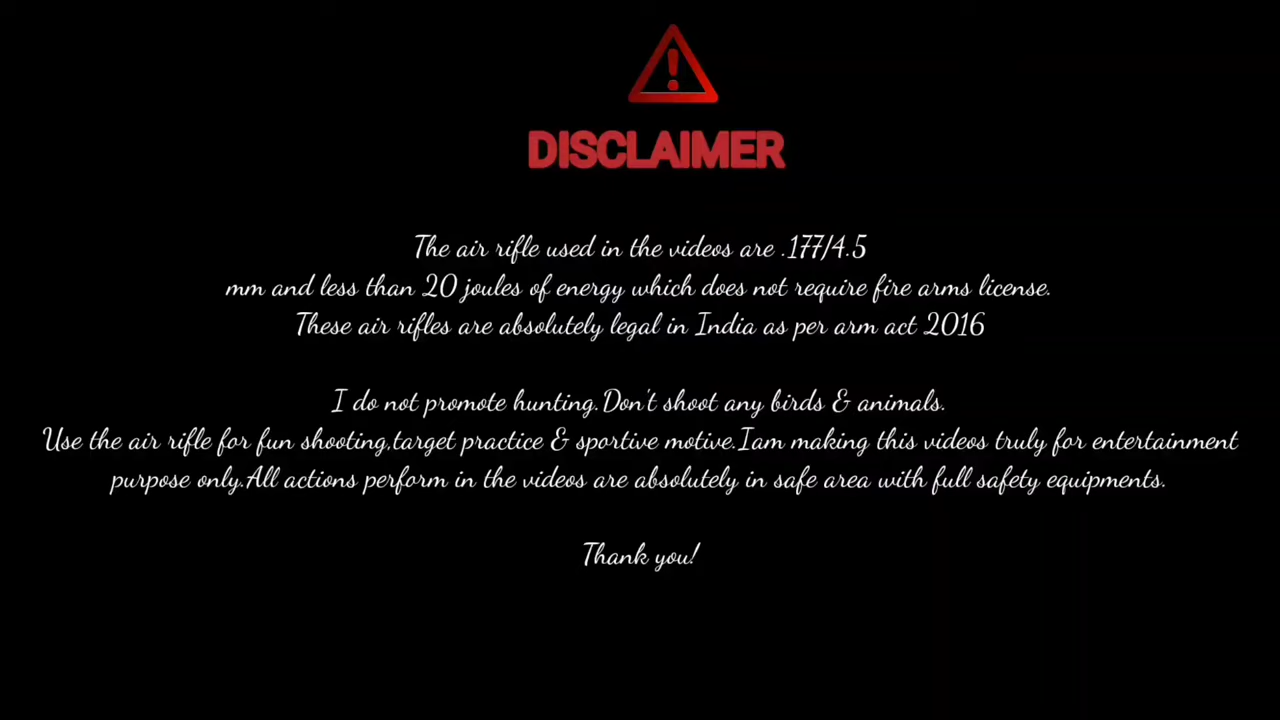 DISCLAIMER
The air rifle used in the videos are .177/4.5
mm and less than 20 joules of energy which does not require fire arms license.
These air rifles are absolutely legal in India as per arm act 2016
I do not promote hunting.Don't shoot any birds & animals.
Use the air rifle for fun shooting,target practice & sportive motive.Iam making this videos truly for entertainment
purpose only.All actions perform in the videos are absolutely in safe area with full safety equipments.
Thank you!